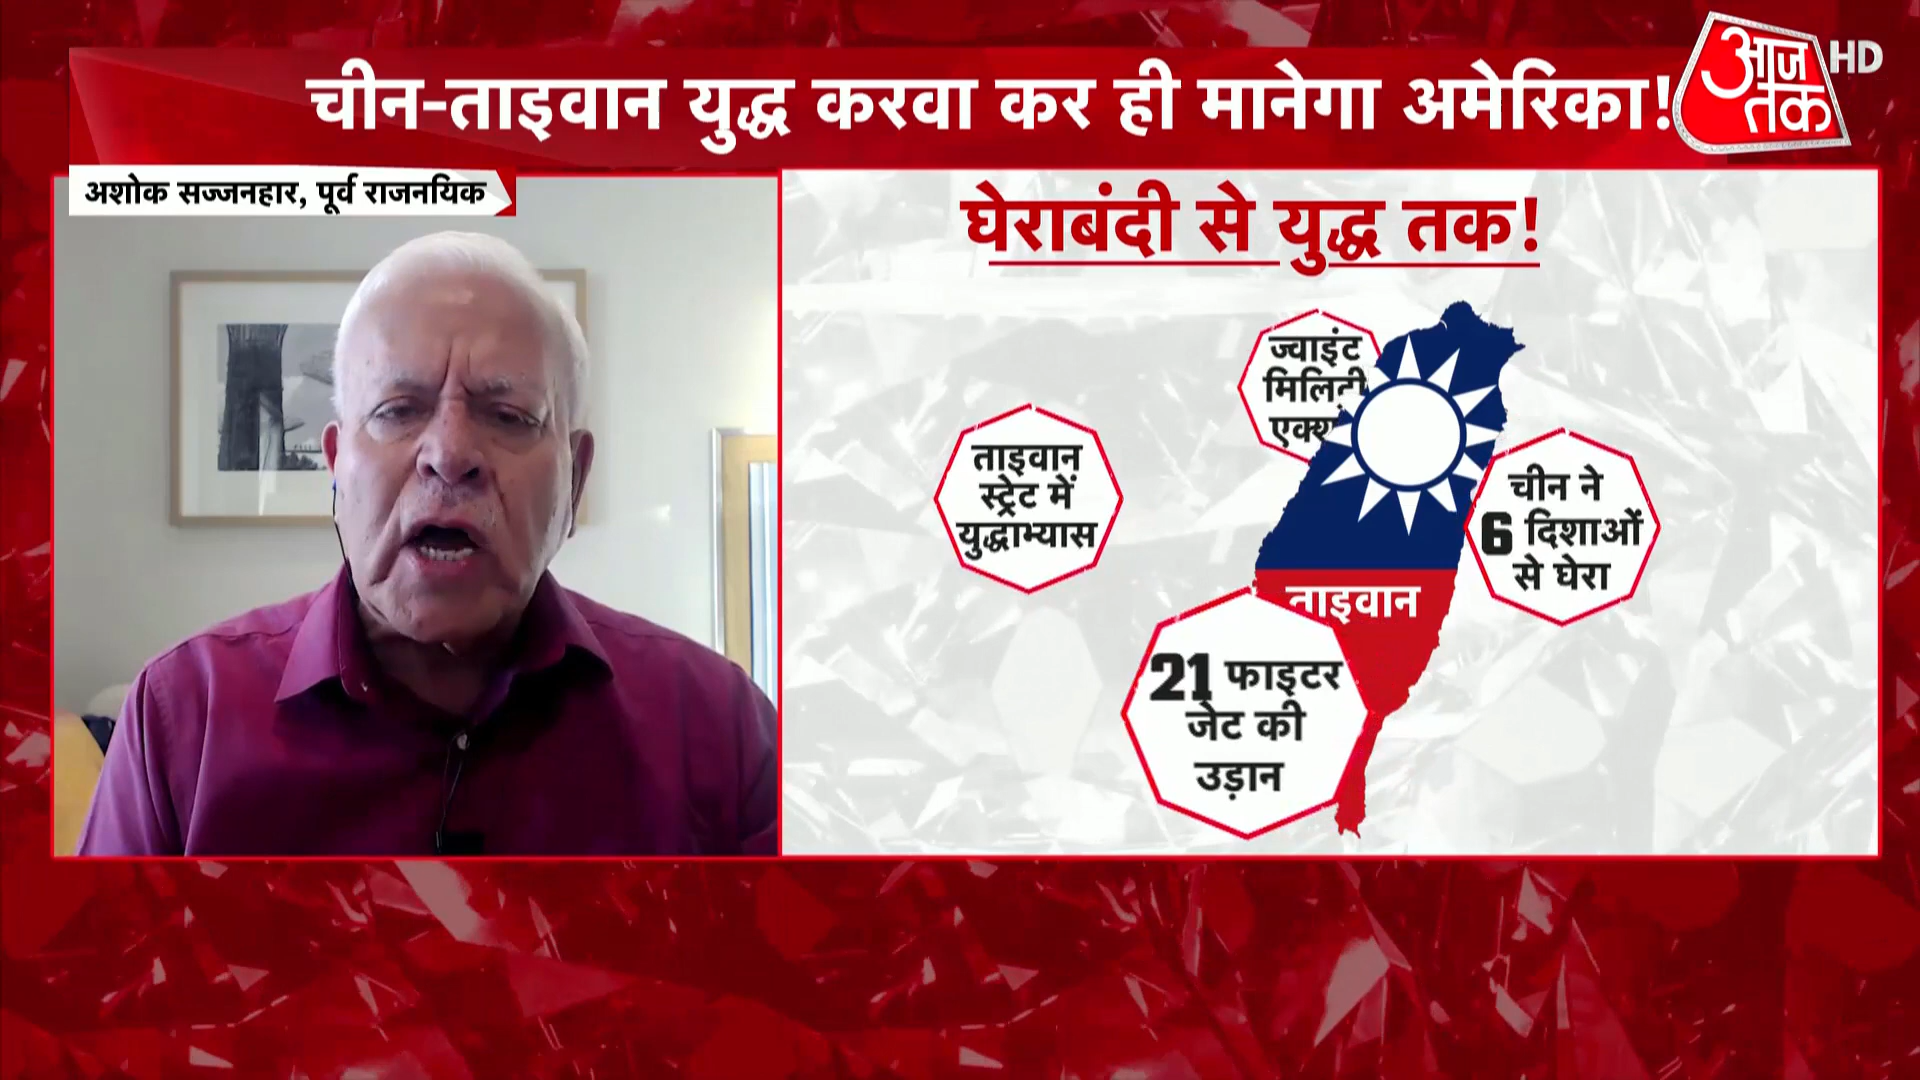 चीन-ताइवान युद्ध करवा कर ही मानेगा अमेरिका!
आज
तक
HD
अशोक सज्जनहार, पूर्व राजनयिक
घेराबंदी से युद्ध तक!
ज्वाइंट
मिलिट्री
ताइवान
स्ट्रेट में
युद्धाभ्यास
चीन ने
6 दिशाओं
से घेरा
ताइवान
21 फाइटर
जेट की
उड़ान